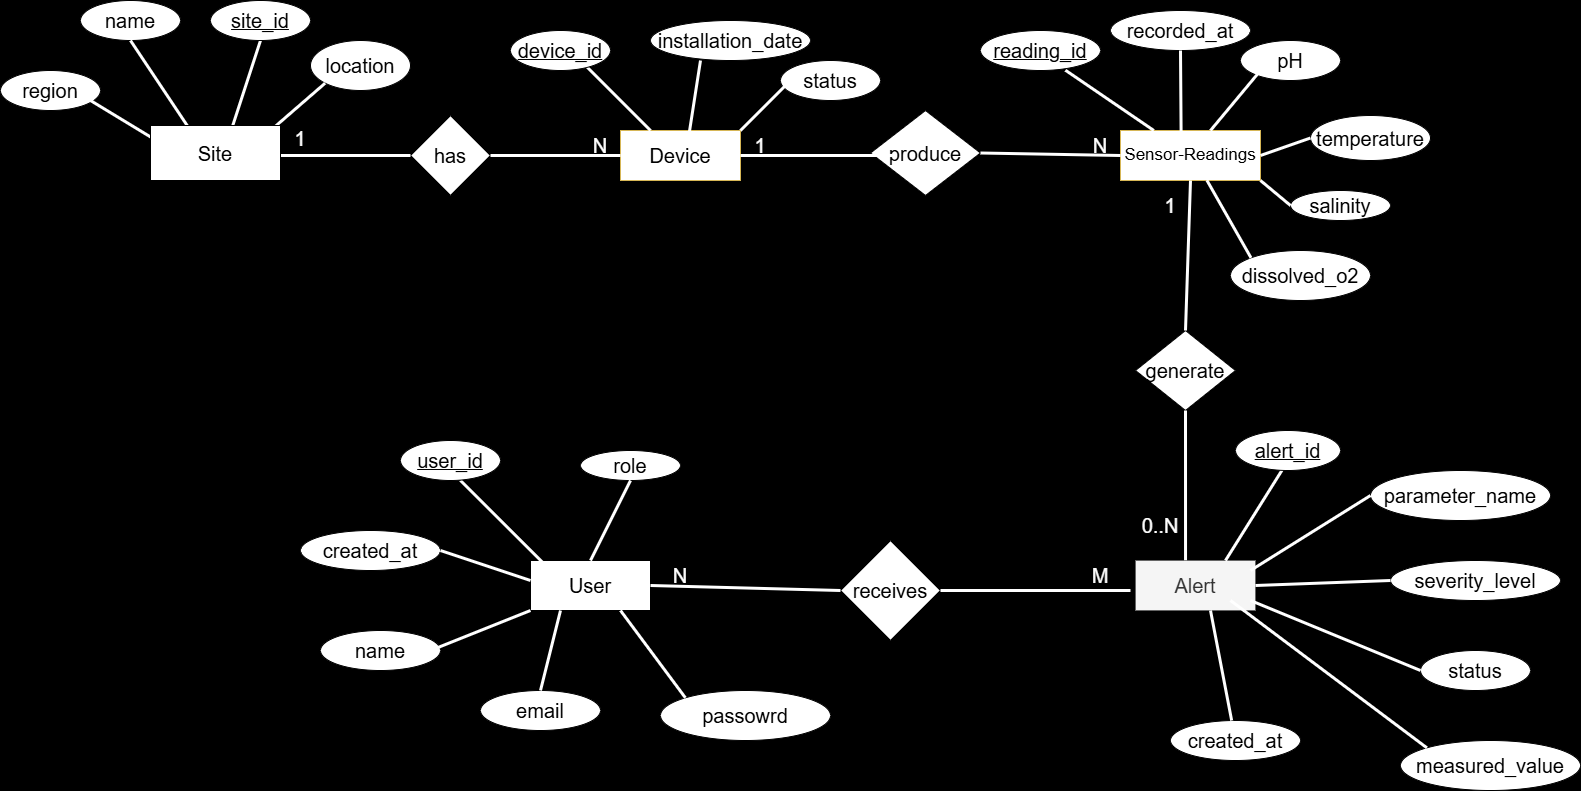 name
site_id
region
location
1
Site
has
N
device_id
installation_date
status
Device
1
produce
N
reading_id
recorded_at
pH
temperature
Sensor-Readings
salinity
dissolved_o2
1
generate
0..N
user_id
role
created_at
User
N
name
email
passowrd
receives
M
alert_id
parameter_name
Alert
severity_level
status
created_at
measured_value